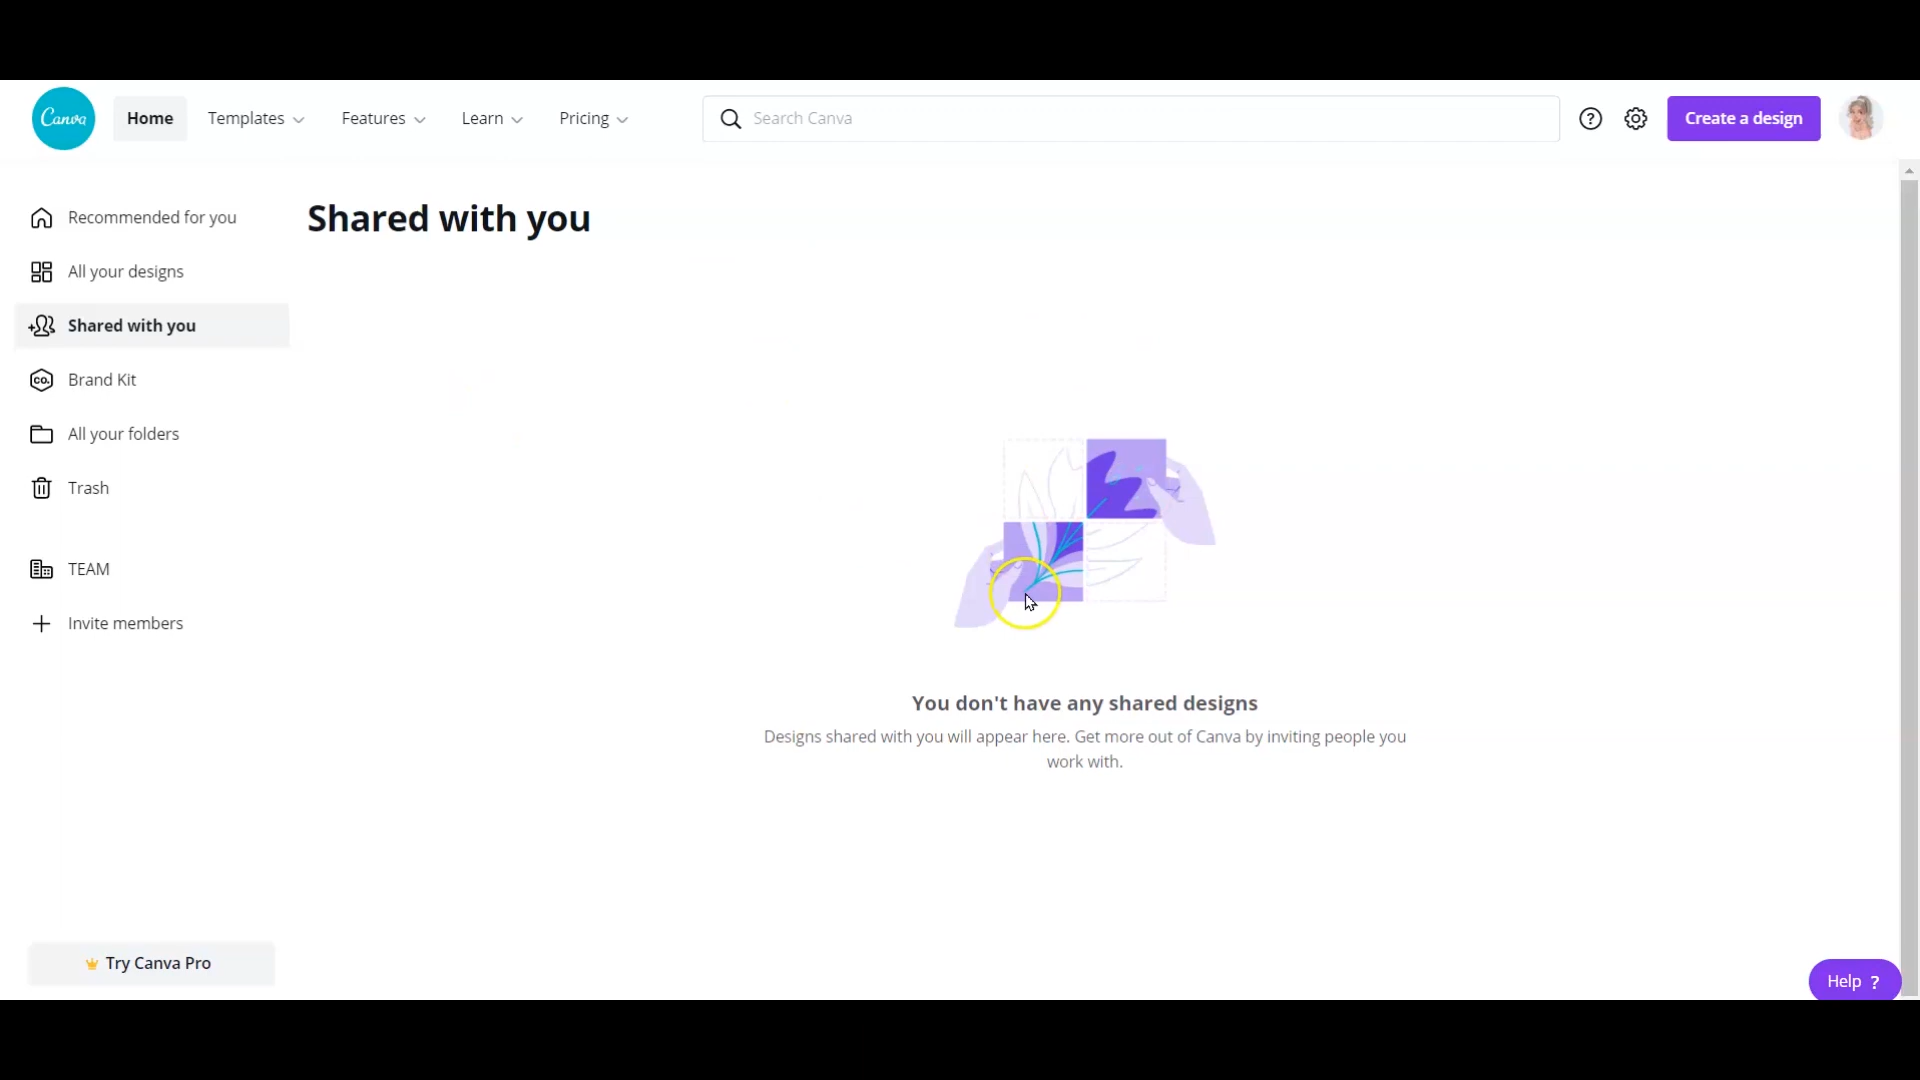 Canva
Home
Templates
Features
Learn
Pricing
Search Canva
?
Create a design
Recommended for you
Shared with you
All your designs
Shared with you
CO.
Brand Kit
All your folders
Trash
TEAM
Invite members
You don't have any shared designs
Designs shared with you will appear here. Get more out of Canva by inviting people you
work with.
Try Canva Pro
Help ?